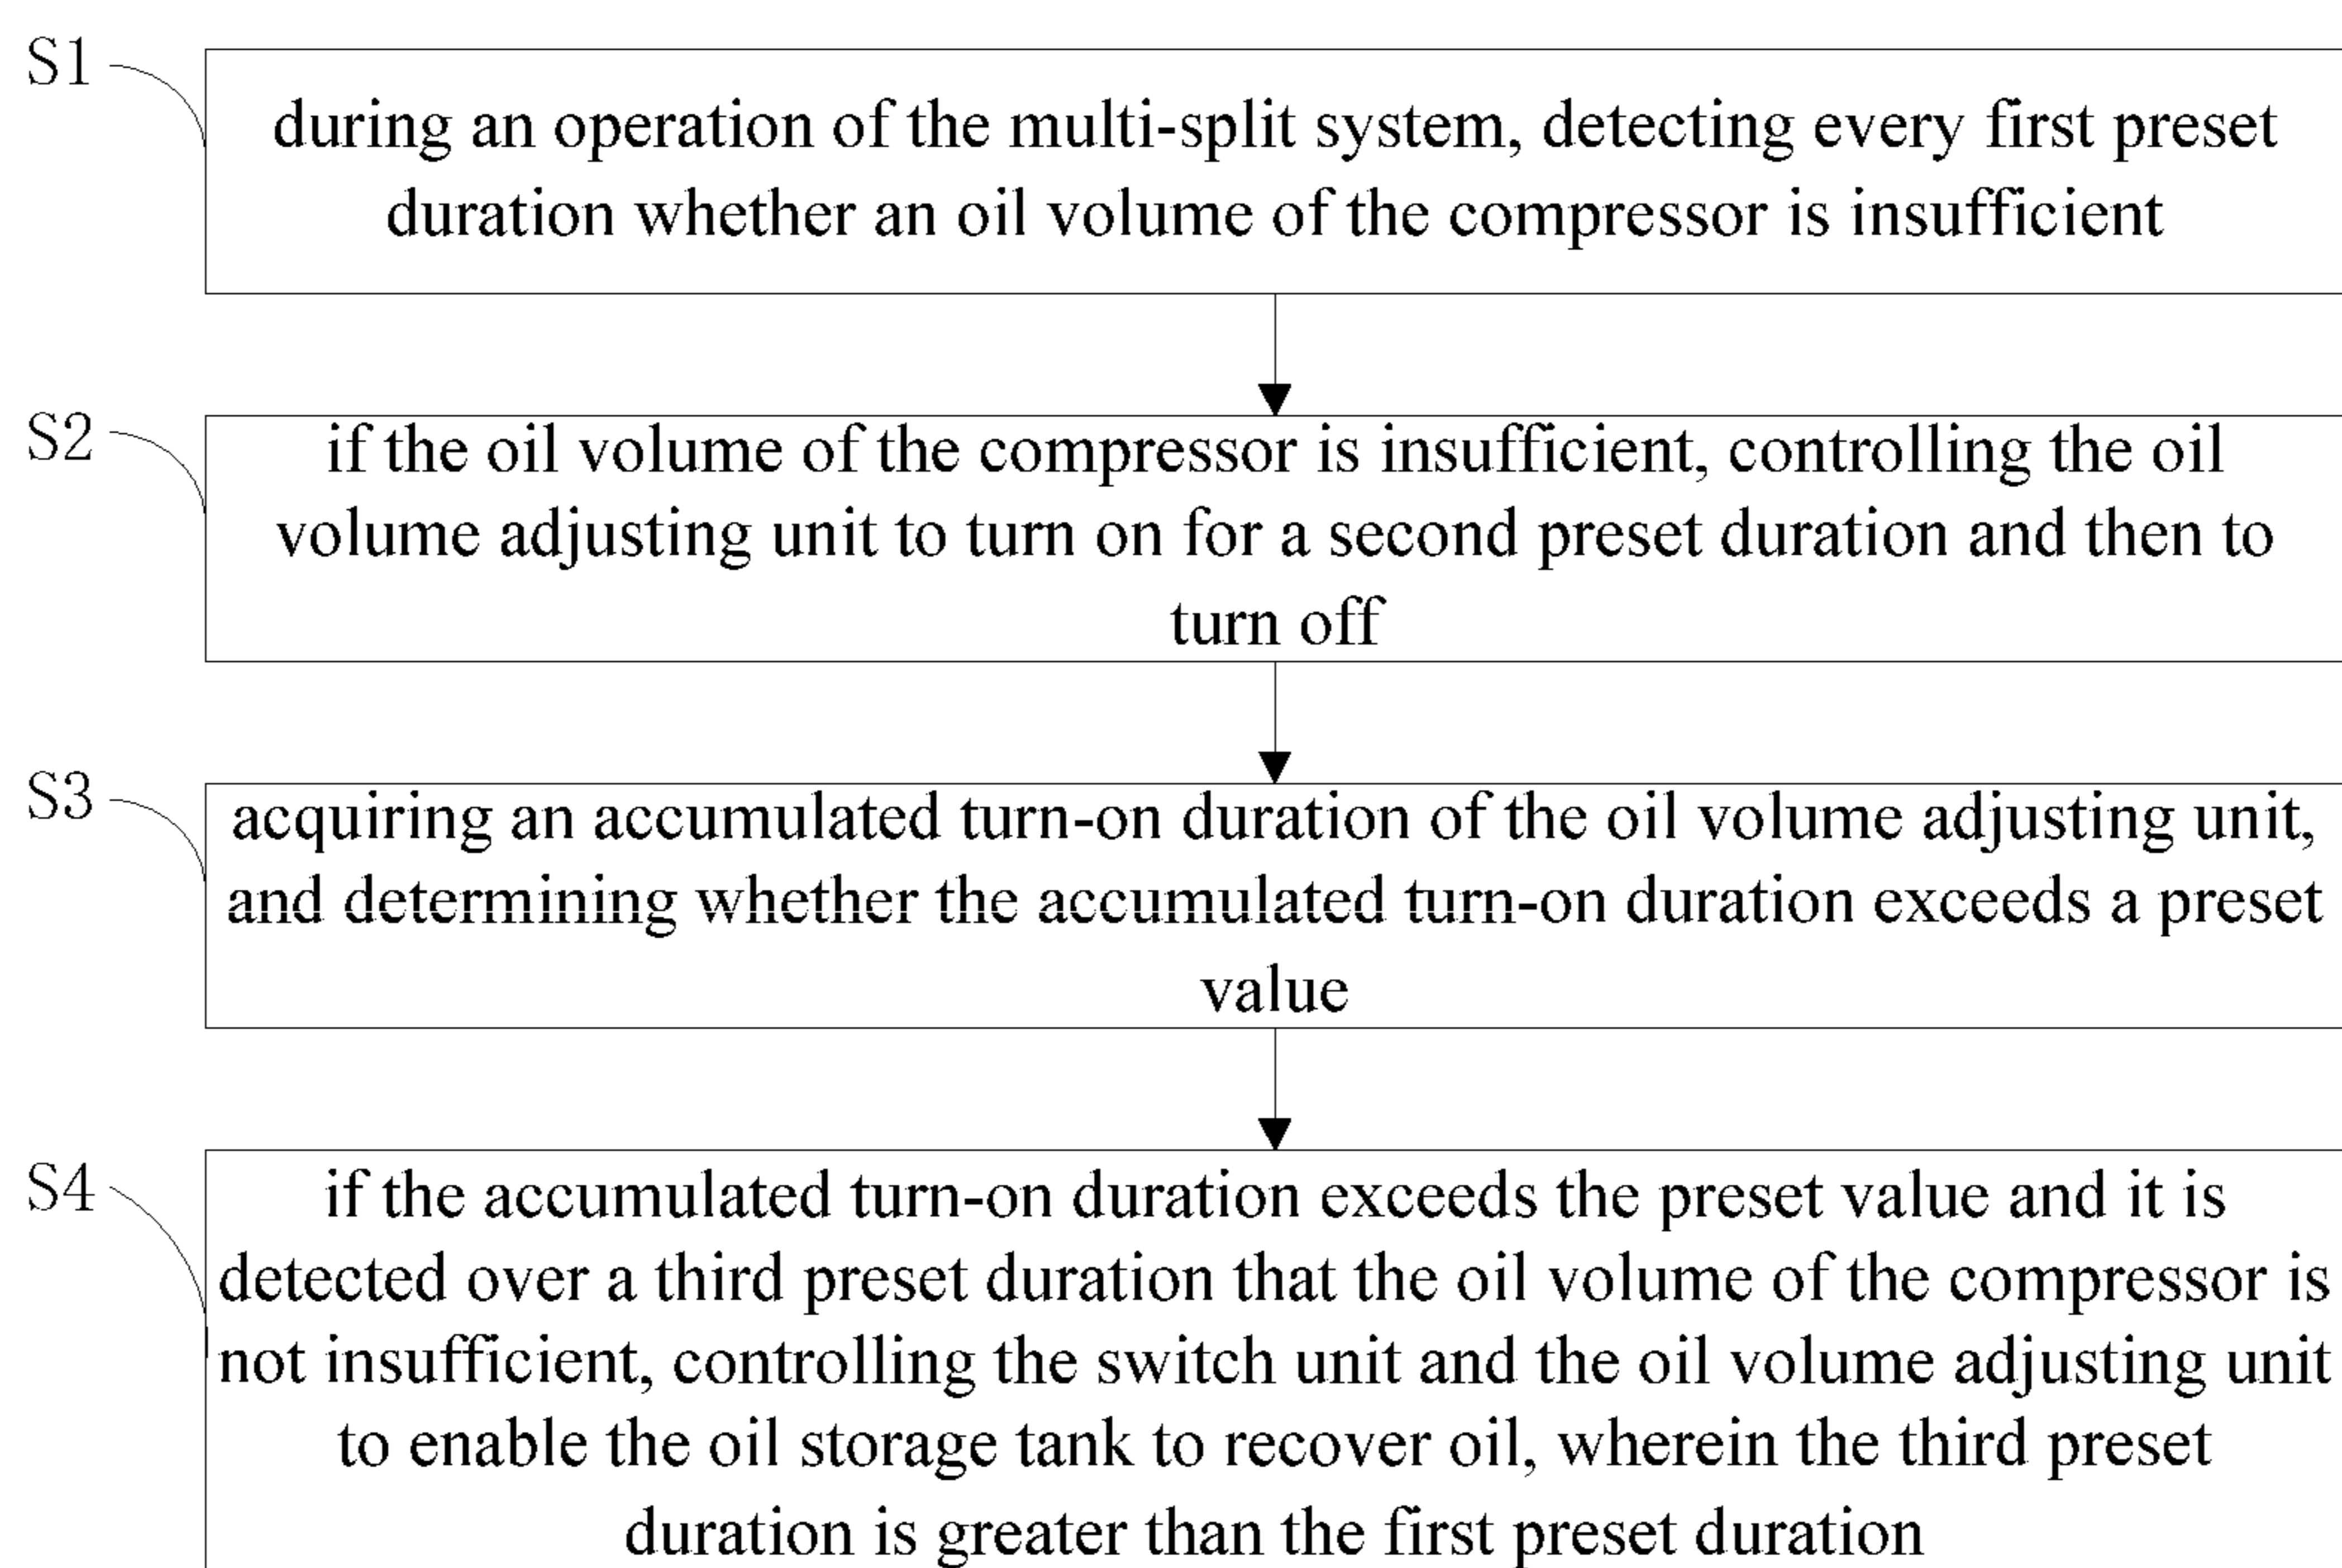 S1
during an operation of the multi-split system, detecting every first preset
duration whether an oil volume of the compressor is insufficient
S2
if the oil volume of the compressor is insufficient, controlling the oil
volume adjusting unit to turn on for a second preset duration and then to
turn off
S3
acquiring an accumulated turn-on duration of the oil volume adjusting unit,
and determining whether the accumulated turn-on duration exceeds a preset
value
S4
if the accumulated turn-on duration exceeds the preset value and it is
detected over a third preset duration that the oil volume of the compressor is
not insufficient, controlling the switch unit and the oil volume adjusting unit
to enable the oil storage tank to recover oil, wherein the third preset
duration is greater than the first preset duration